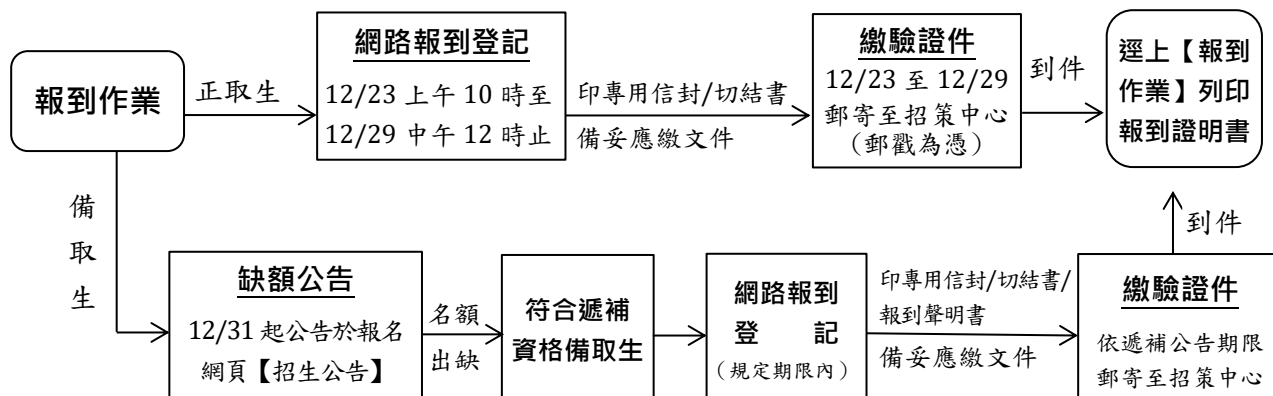 報到作業
正取生
網路報到登記
12/23 上午 10 時至
12/29 中午 12 時止
印專用信封/切結書
備妥應繳文件
繳驗證件
12/23 至 12/29
郵寄至招策中心
（郵戳為憑）
到件
逕上【報到
作業】列印
報到證明書
備
取
生
缺額公告
12/31 起公告於報名
網頁【招生公告】
名額
出缺
符合遞補
資格備取生
網路報到
登 記
（規定期限內）
印專用信封/切結書/
報到聲明書
備妥應繳文件
繳驗證件
依遞補公告期限
郵寄至招策中心
到件